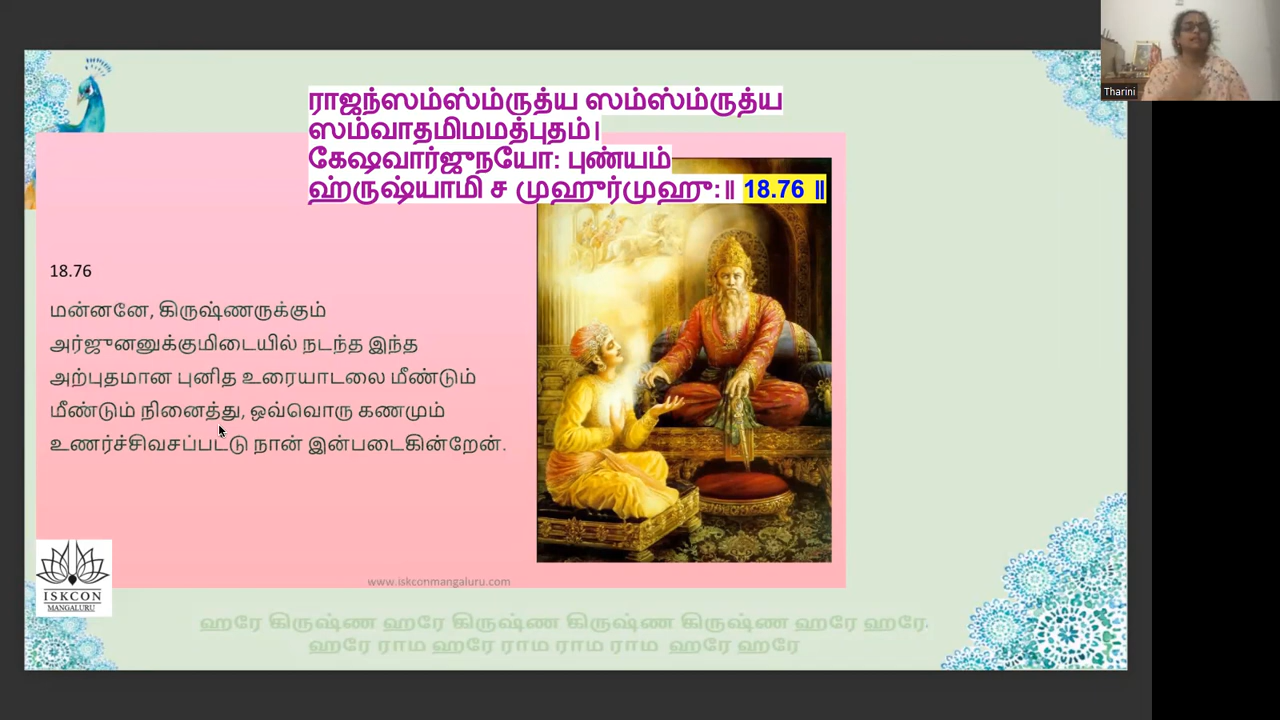 ராஜந்ஸம்ஸ்ம்ருத்ய ஸம்ஸ்ம்ருத்ய
ஸம்வாதமிமமத்புதம்|
கேஷவார்ஜுநயோ: புண்யம்
ஹ்ருஷ்யாமி ச முஹுர்முஹு:॥ 18.76 ॥
Tharini
18.76
மன்னனே, கிருஷ்ணருக்கும்
அர்ஜுனனுக்குமிடையில் நடந்த இந்த
அற்புதமான புனித உரையாடலை மீண்டும்
மீண்டும் நினைத்து, ஒவ்வொரு கணமும்
உணர்ச்சிவசப்பட்டு நான் இன்படைகின்றேன்.
ISKCON
MANGALURU
www.iskconmangaluru.com
ஹரே கிருஷ்ண ஹரே கிருஷ்ண கிருஷ்ண கிருஷ்ண ஹரே ஹரே.
ஹரே ராம ஹரே ராம ராம ராம ஹரே ஹரே